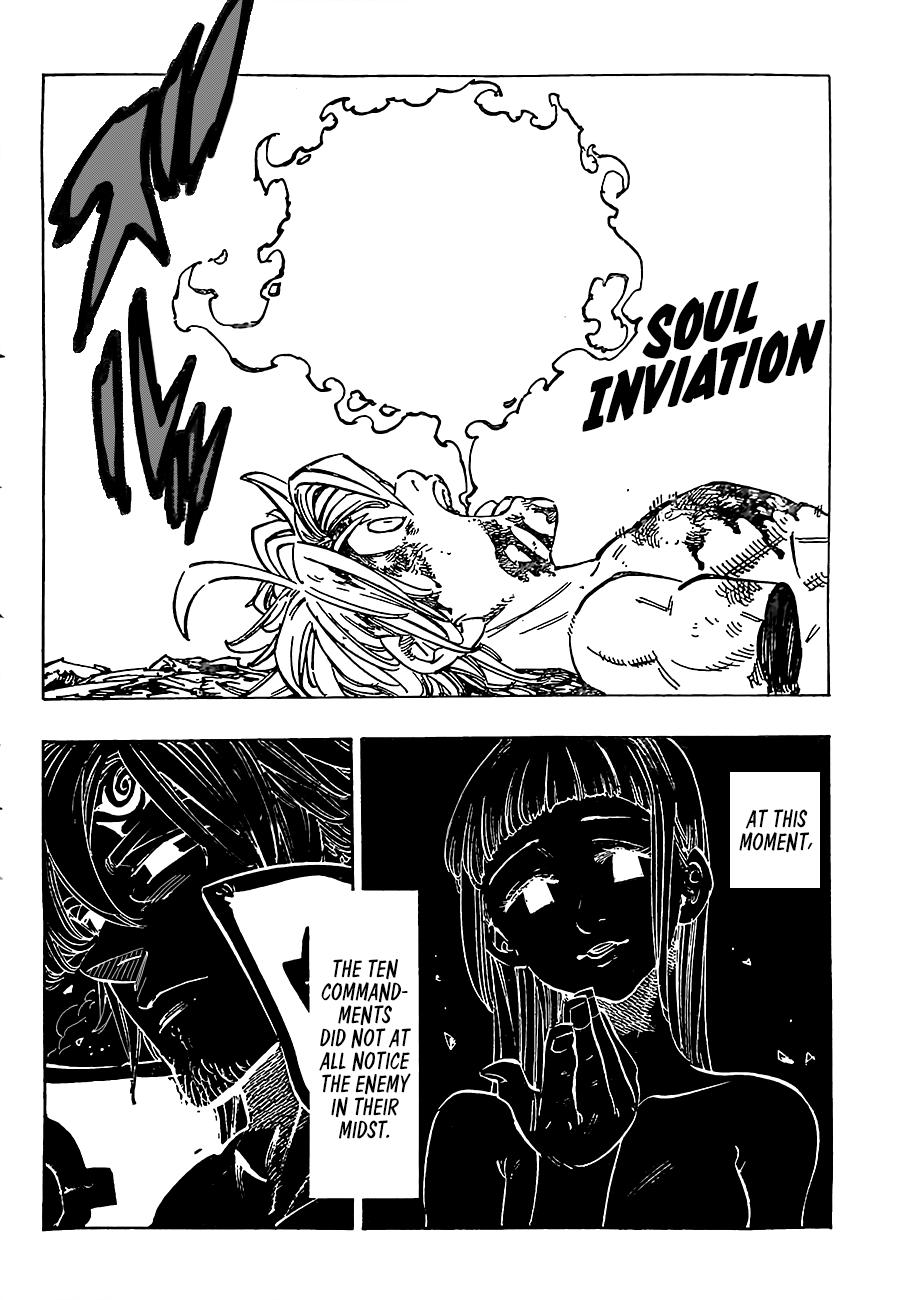 SOUL
INVIATION
AT THIS
MOMENT,
THE TEN
COMMAND-
MENTS
DID NOT AT
ALL NOTICE
THE ENEMY
IN THEIR
MIDST.